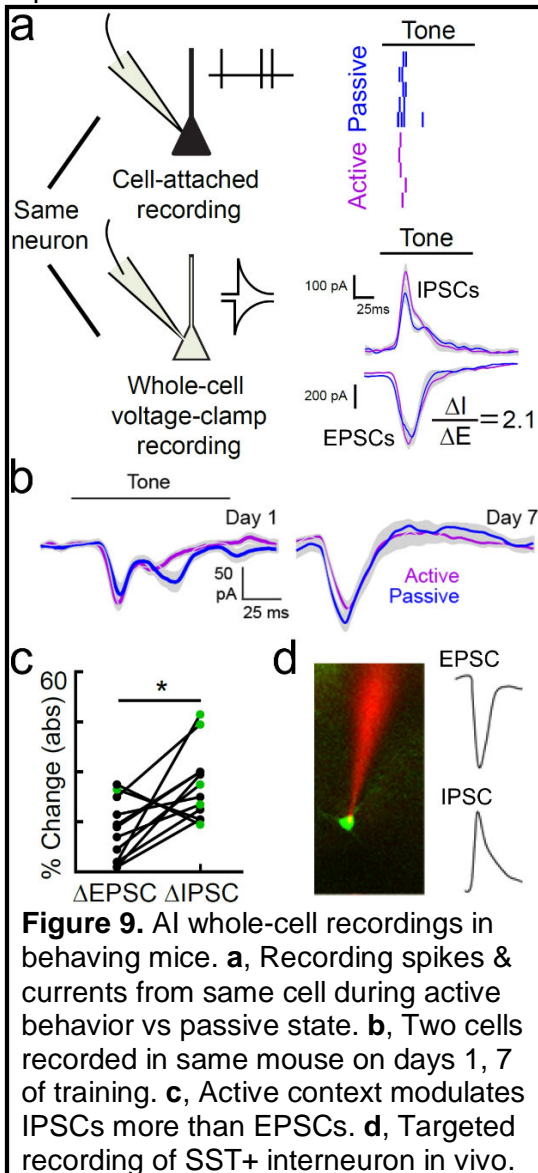 a
Tone
Passive
Active
Cell-attached
recording
Same
neuron
Tone
100 pA
25ms
IPSCs
200 pA
EPSCs
ΔI
ΔE
=2.1
Whole-cell
voltage-clamp
recording
b
Tone
Day 1
Day 7
50
pA
25 ms
Active
Passive
c
60
*
% Change (abs)
0
ΔEPSC ΔIPSC
d
EPSC
IPSC
Figure 9. AI whole-cell recordings in
behaving mice. a, Recording spikes &
currents from same cell during active
behavior vs passive state. b, Two cells
recorded in same mouse on days 1, 7
of training. c, Active context modulates
IPSCs more than EPSCs. d, Targeted
recording of SST+ interneuron in vivo.